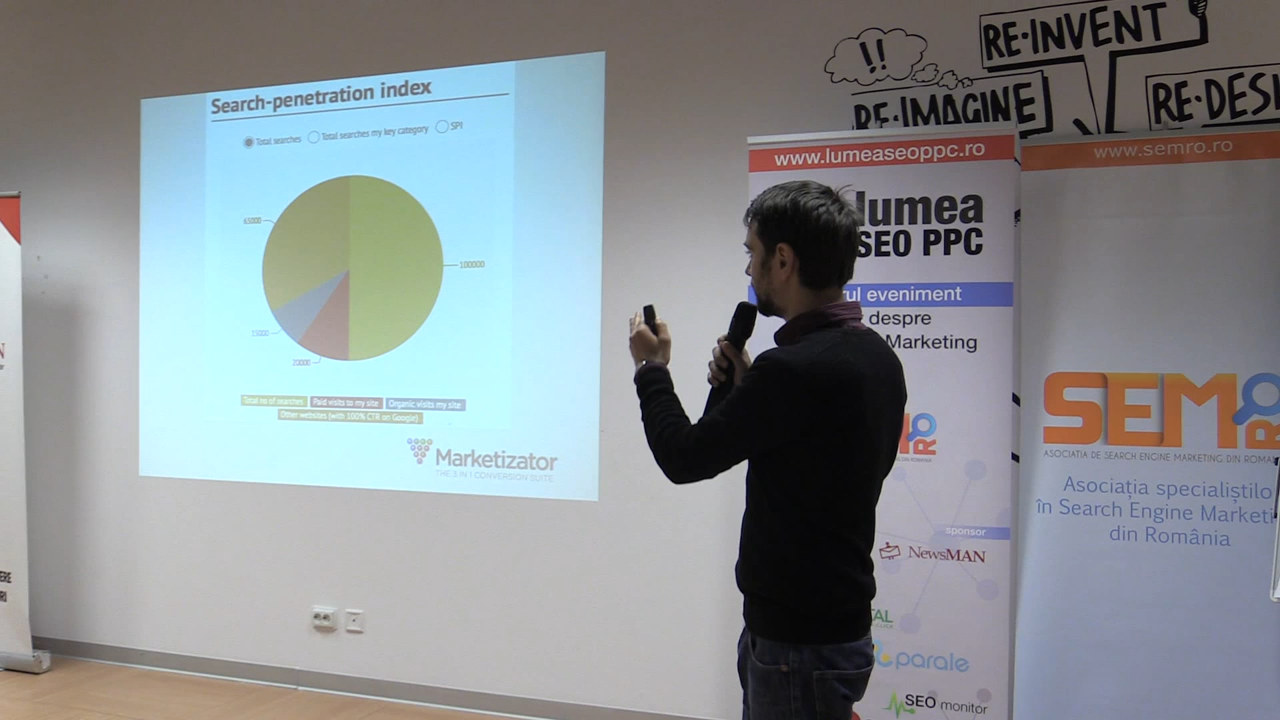 Search-penetration index
Total searches
Total searches my key category
SPI
65000
100000
15000
20000
Total no of searches
Paid visits to my site
Organic visits my site
Other websites (with 100% CTR on Google)
Marketizator
THE 3 IN 1 CONVERSION SUITE
!!
RE·INVENT
RE·IMAGINE
RE·DESI
www.lumeaseoppc.ro
lumea
SEO PPC
eveniment
despre
Marketing
RO
sponsor
NewsMAN
parale
SEO monitor
www.semro.ro
SEM
RO
ASOCIATIA DE SEARCH ENGINE MARKETING DIN ROMA
Asociația specialiștilo
în Search Engine Marketi
din România